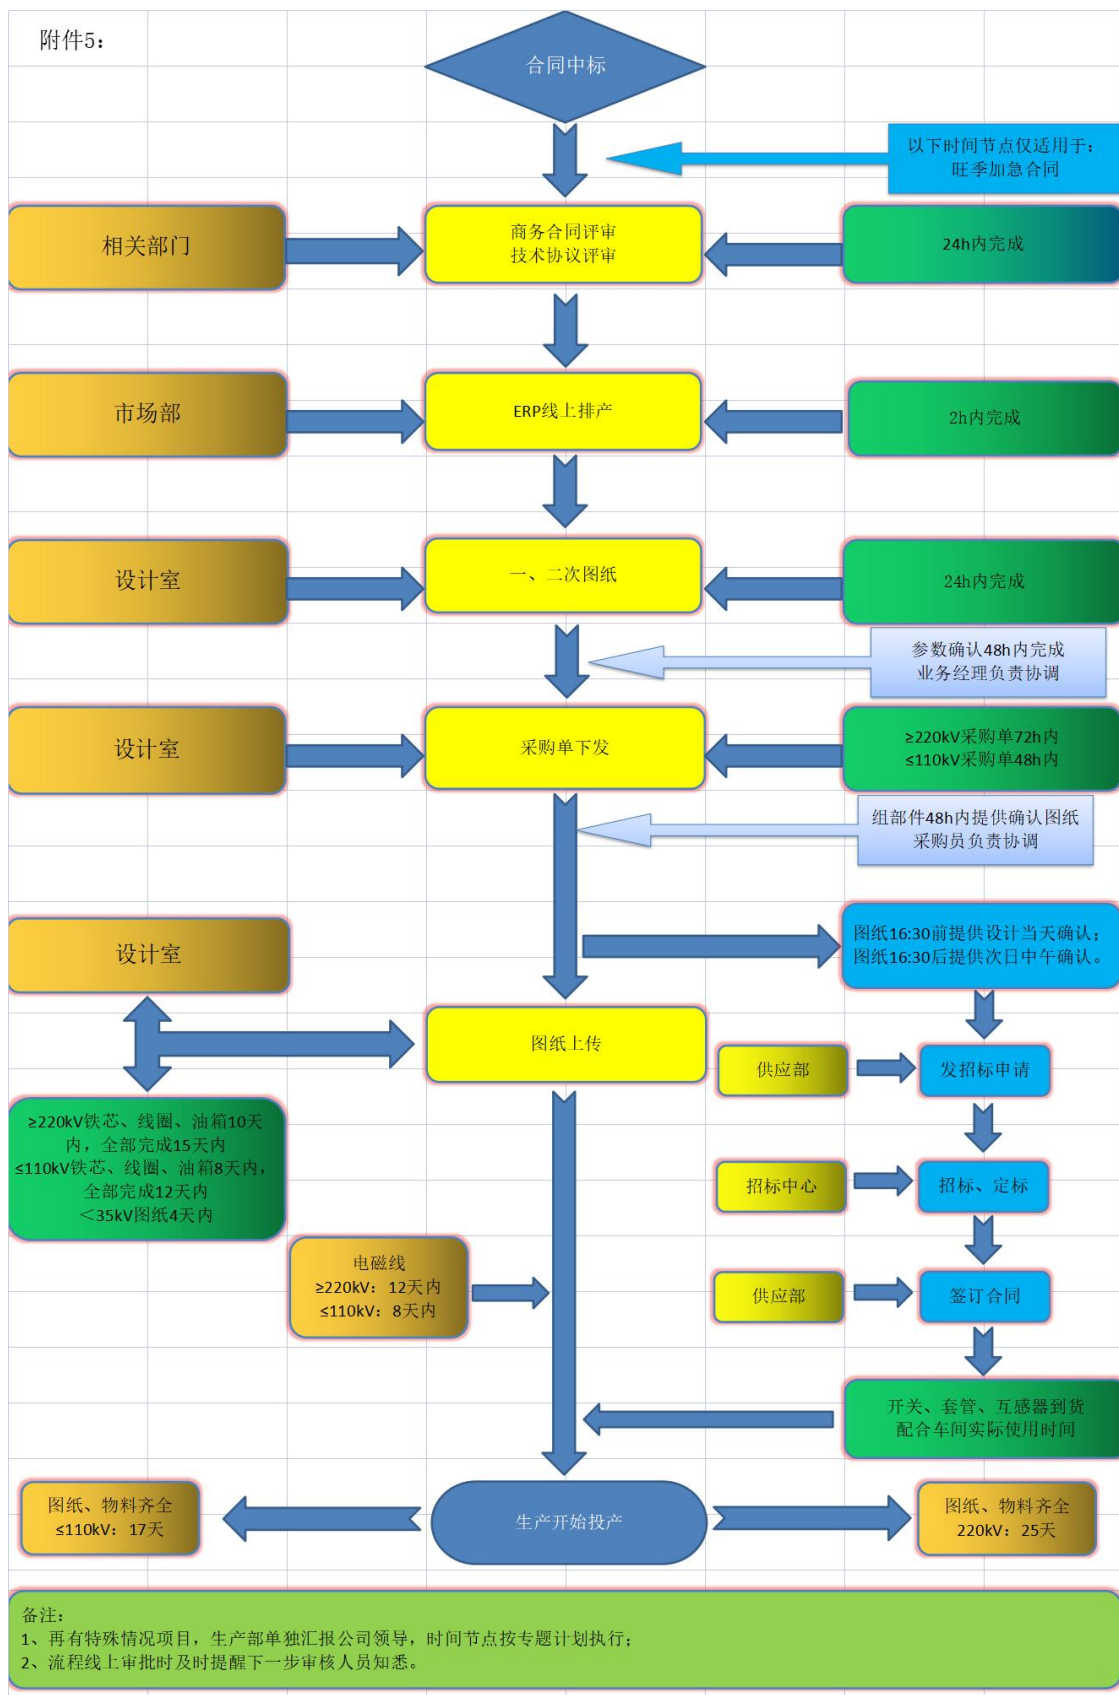 附件5：
合同中标
以下时间节点仅适用于：
旺季加急合同
相关部门
商务合同评审
技术协议评审
24h内完成
市场部
ERP线上排产
2h内完成
设计室
一、二次图纸
24h内完成
参数确认48h内完成
业务经理负责协调
设计室
采购单下发
≥220kV采购单72h内
≤110kV采购单48h内
组部件48h内提供确认图纸
采购员负责协调
设计室
图纸16:30前提供设计当天确认；
图纸16:30后提供次日中午确认。
图纸上传
供应部
发招标申请
≥220kV铁芯、线圈、油箱10天
内，全部完成15天内
≤110kV铁芯、线圈、油箱8天内，
全部完成12天内
＜35kV图纸4天内
招标中心
招标、定标
电磁线
≥220kV：12天内
≤110kV：8天内
供应部
签订合同
开关、套管、互感器到货
配合车间实际使用时间
图纸、物料齐全
≤110kV：17天
生产开始投产
图纸、物料齐全
220kV：25天
备注：
1、再有特殊情况项目，生产部单独汇报公司领导，时间节点按专题计划执行；
2、流程线上审批时及时提醒下一步审核人员知悉。